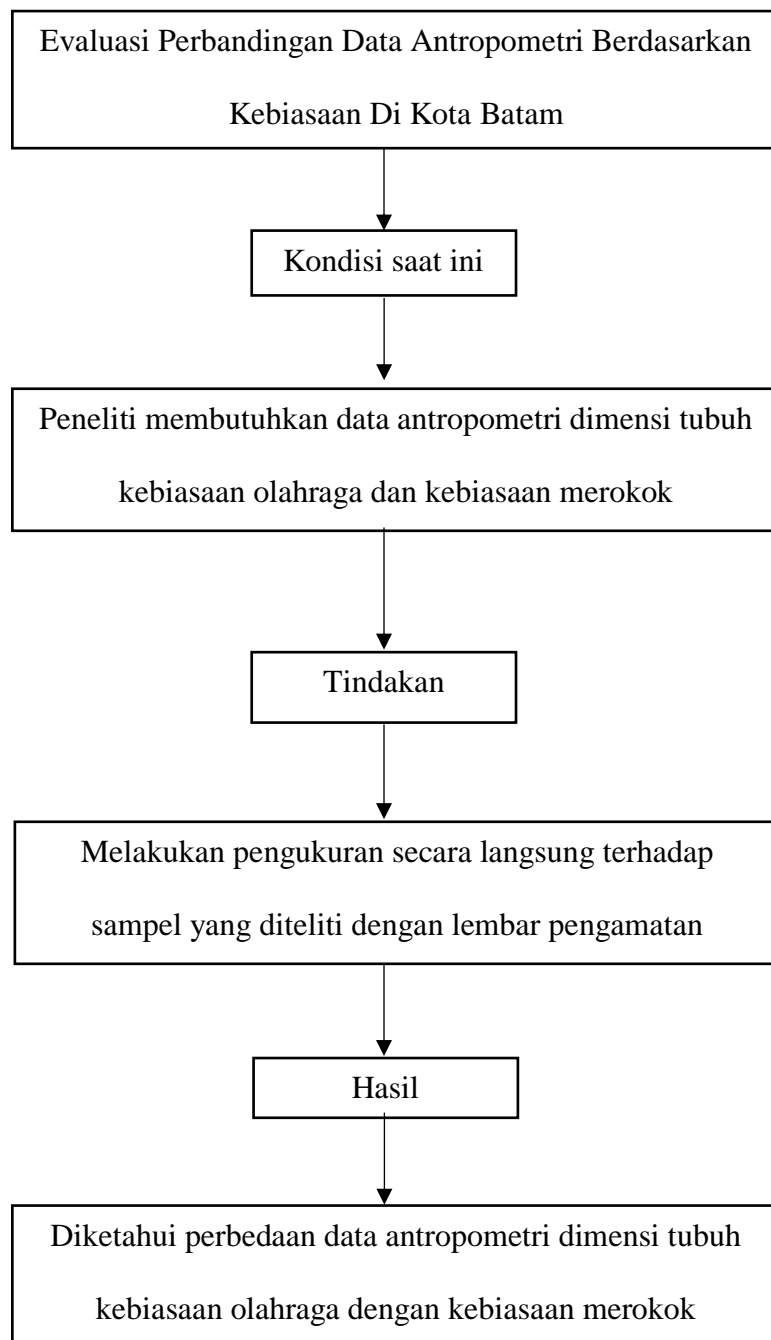 Evaluasi Perbandingan Data Antropometri Berdasarkan
Kebiasaan Di Kota Batam
Kondisi saat ini
Peneliti membutuhkan data antropometri dimensi tubuh
kebiasaan olahraga dan kebiasaan merokok
Tindakan
Melakukan pengukuran secara langsung terhadap
sampel yang diteliti dengan lembar pengamatan
Hasil
Diketahui perbedaan data antropometri dimensi tubuh
kebiasaan olahraga dengan kebiasaan merokok